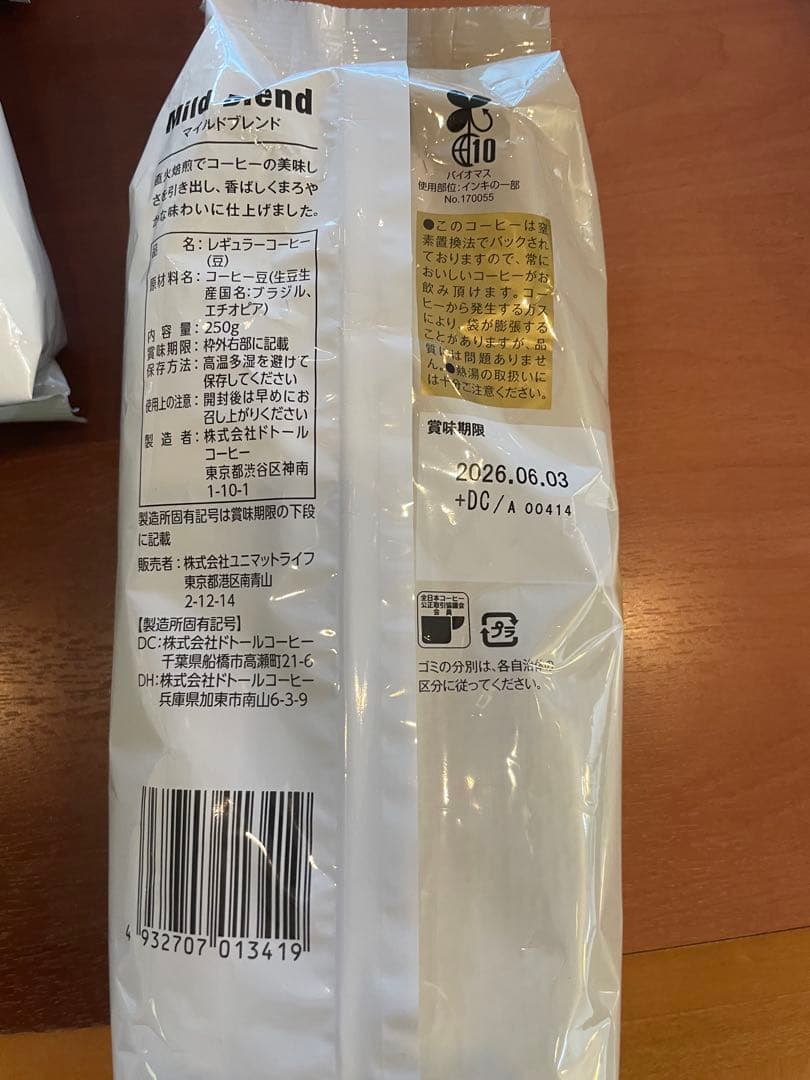 Mild Blend
マイルドブレンド
直火焙煎でコーヒーの美味し
さを引き出し、香ばしくまろや
かな味わいに仕上げました。
品 名：レギュラーコーヒー
(豆)
原材料名：コーヒー豆(生豆生
産国名：ブラジル、
エチオピア)
内容量：250g
賞味期限：枠外右部に記載
保存方法：高温多湿を避けて
保存してください
使用上の注意：開封後は早めにお
召し上がりください
製造者：株式会社ドトール
コーヒー
東京都渋谷区神南
1-10-1
製造所固有記号は賞味期限の下段
に記載
販売者：株式会社ユニマットライフ
東京都港区南青山
2-12-14
【製造所固有記号】
DC：株式会社ドトールコーヒー
千葉県船橋市高瀬町21-6
DH：株式会社ドトールコーヒー
兵庫県加東市南山6-3-9
4 932707 013419
10
バイオマス
使用部位：インキの一部
No.170055
●このコーヒーは窒
素置換法でパックされ
ておりますので、常に
おいしいコーヒーがお
飲み頂けます。コー
ヒーから発生するガス
により、袋が膨張する
ことがありますが、品
質には問題ありませ
ん。●熱湯の取扱いに
は十分ご注意ください。
賞味期限
2026.06.03
+DC/A 00414
全日本コーヒー
公正取引協議会
会員
プラ
ゴミの分別は、各自治体の
区分に従ってください。